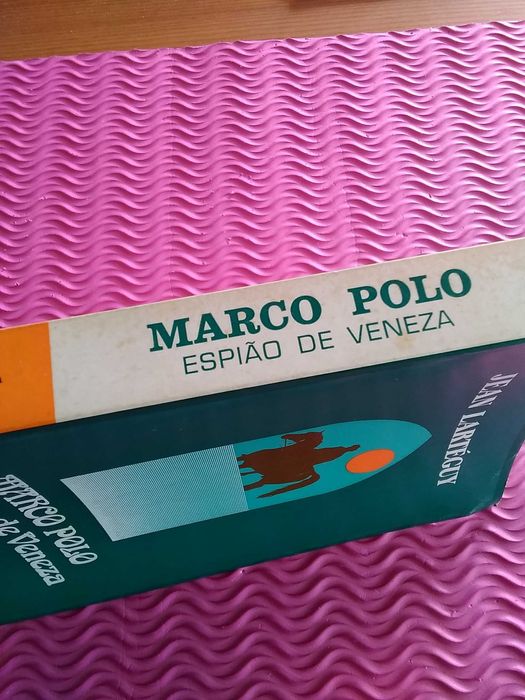 MARCO POLO
ESPIÃO DE VENEZA
JEAN LARTÉGUY
MARCO POLO
de Veneza